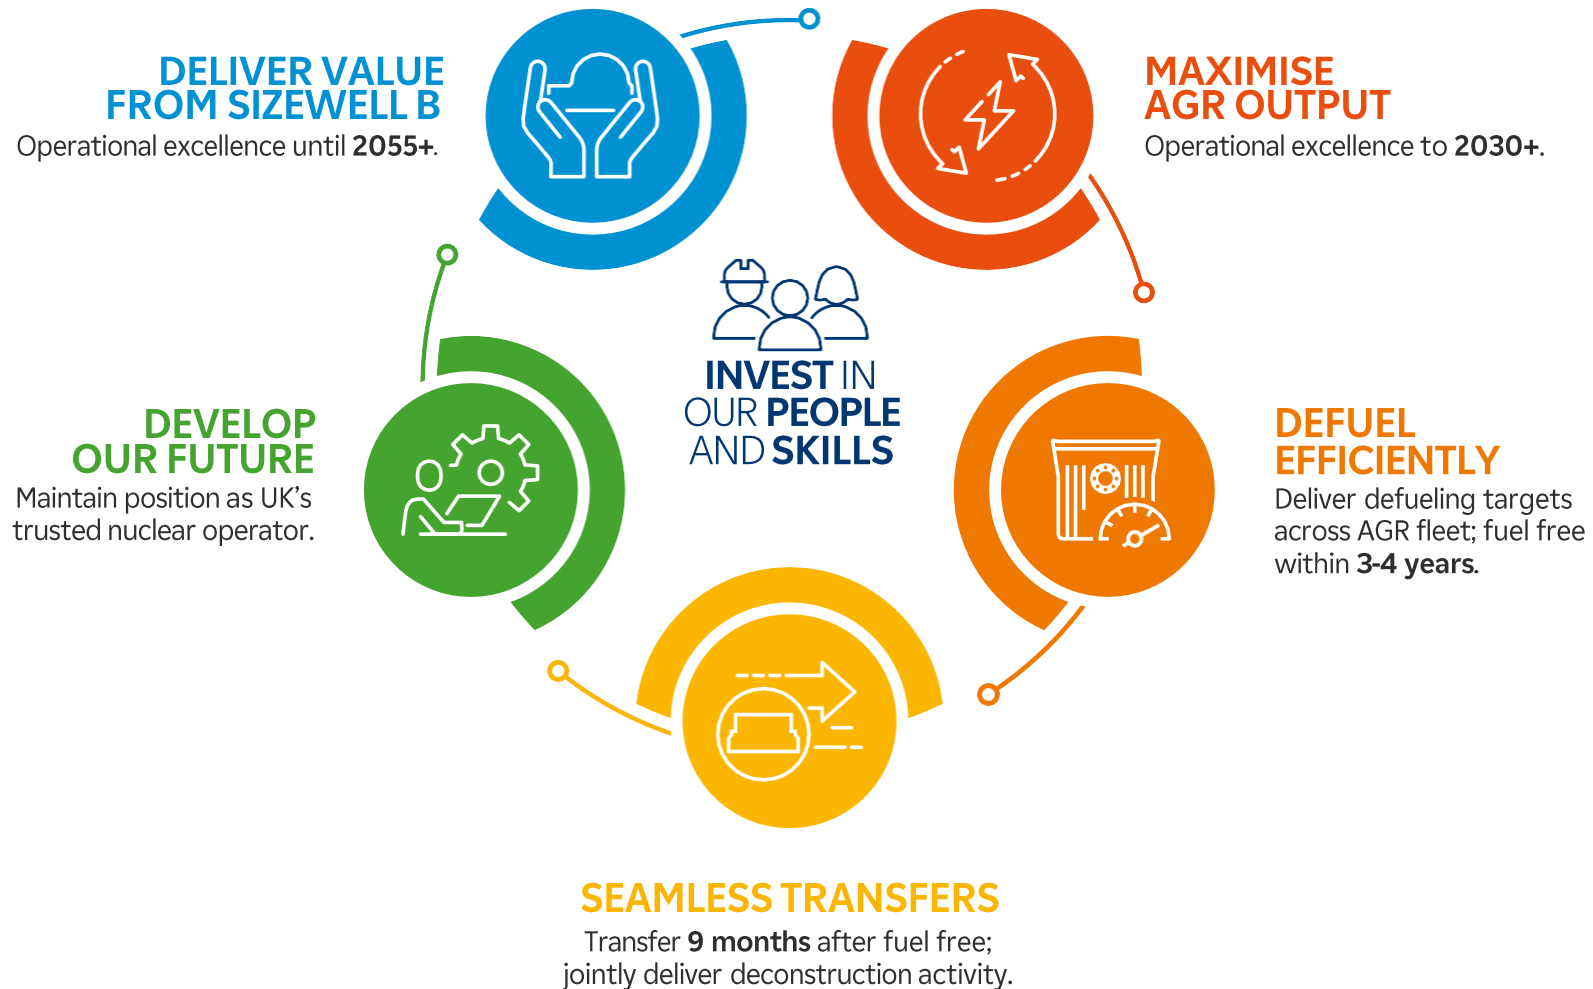 DELIVER VALUE
FROM SIZEWELL B
Operational excellence until 2055+.
MAXIMISE
AGR OUTPUT
Operational excellence to 2030+.
INVEST IN
OUR PEOPLE
AND SKILLS
DEVELOP
OUR FUTURE
Maintain position as UK’s
trusted nuclear operator.
DEFUEL
EFFICIENTLY
Deliver defueling targets
across AGR fleet; fuel free
within 3-4 years.
SEAMLESS TRANSFERS
Transfer 9 months after fuel free;
jointly deliver deconstruction activity.